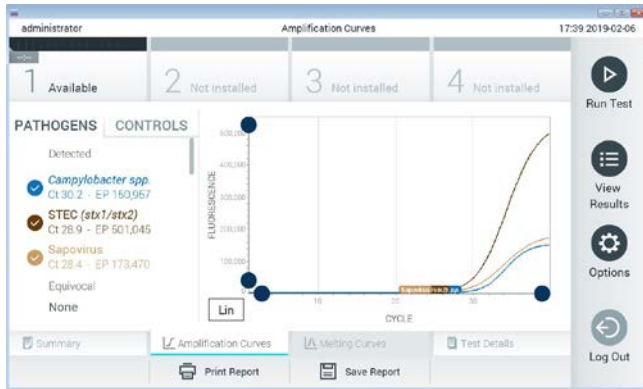 administrator
Amplification Curves
17:39 2019-02-06
1 Available
2 Not installed
3 Not installed
4 Not installed
Run Test
View
Results
Options
Log Out
PATHOGENS CONTROLS
Detected
Campylobacter spp.
Ct 30.2 - EP 150,957
STEC (stx1/stx2)
Ct 28.9 - EP 501,045
Sapovirus
Ct 28.4 - EP 173,470
Equivocal
None
FLUORESCENCE
500,000
400,000
300,000
200,000
100,000
10 20 30
CYCLE
Lin
Summary
Amplification Curves
Melting Curves
Test Details
Print Report
Save Report